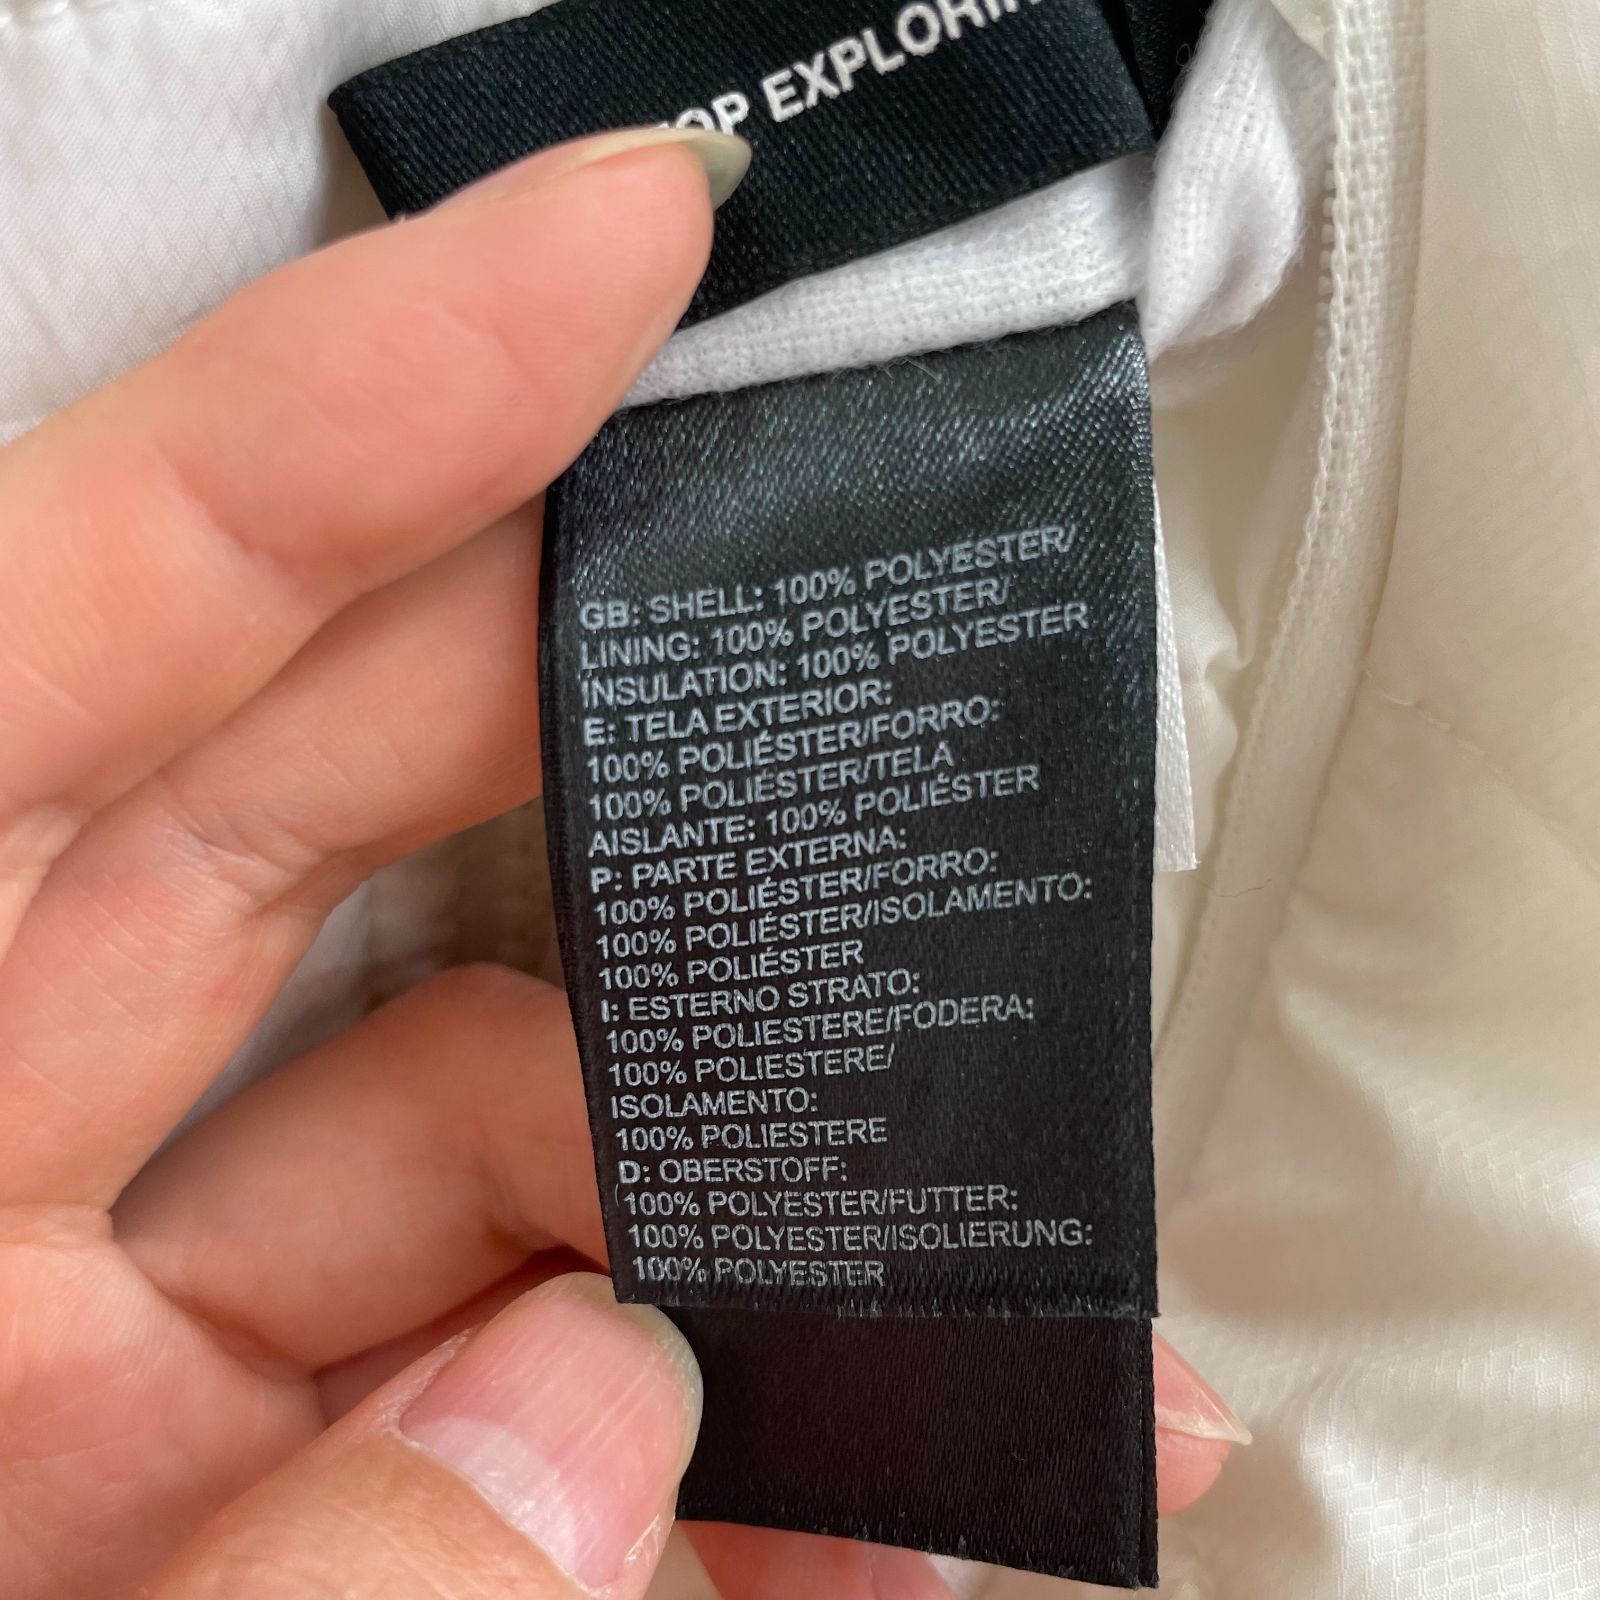 TOP EXPLORIN
GB: SHELL: 100% POLYESTER/
LINING: 100% POLYESTER/
INSULATION: 100% POLYESTER
E: TELA EXTERIOR:
100% POLIÉSTER/FORRO:
100% POLIÉSTER/TELA
AISLANTE: 100% POLIÉSTER
P: PARTE EXTERNA:
100% POLIÉSTER/FORRO:
100% POLIÉSTER/ISOLAMENTO:
100% POLIÉSTER
I: ESTERNO STRATO:
100% POLIESTERE/FODERA:
100% POLIESTERE/
ISOLAMENTO:
100% POLIESTERE
D: OBERSTOFF:
100% POLYESTER/FUTTER:
100% POLYESTER/ISOLIERUNG:
100% POLYESTER